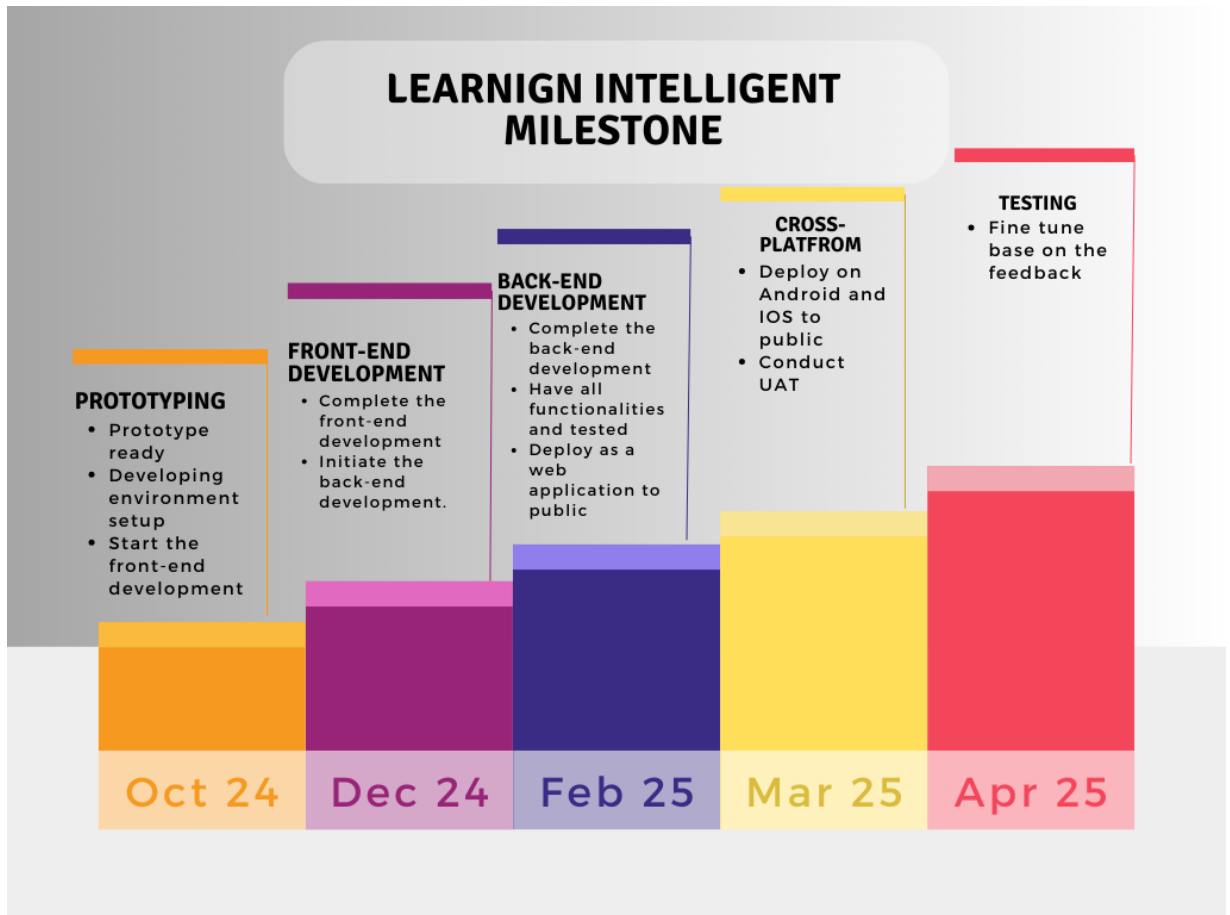 LEARNIGN INTELLIGENT
MILESTONE
PROTOTYPING
• Prototype
ready
• Developing
environment
setup
• Start the
front-end
development
FRONT-END
DEVELOPMENT
• Complete the
front-end
development
• Initiate the
back-end
development.
BACK-END
DEVELOPMENT
• Complete the
back-end
development
• Have all
functionalities
and tested
• Deploy as a
web
application to
public
CROSS-
PLATFROM
• Deploy on
Android and
IOS to
public
• Conduct
UAT
TESTING
• Fine tune
base on the
feedback
Oct 24
Dec 24
Feb 25
Mar 25
Apr 25